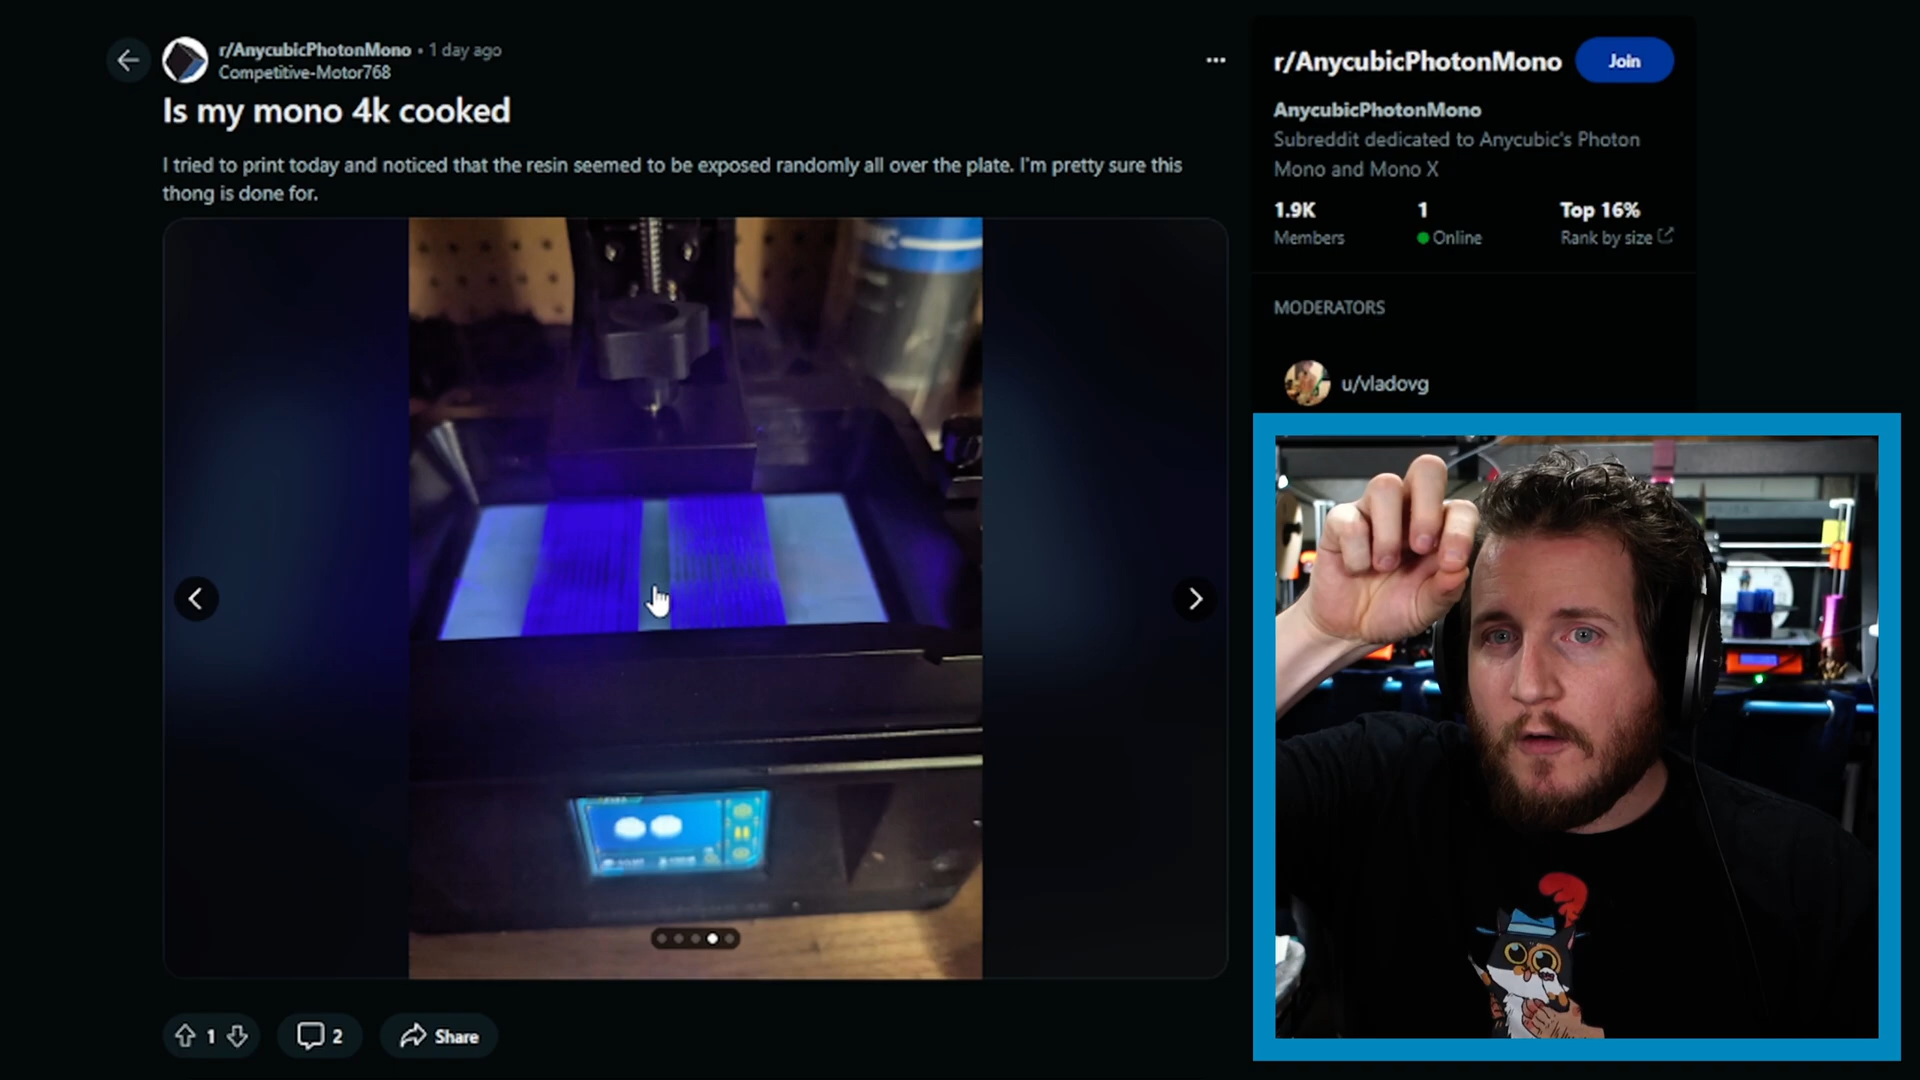 r/AnycubicPhotonMono • 1 day ago
Competitive-Motor768
Is my mono 4k cooked
I tried to print today and noticed that the resin seemed to be exposed randomly all over the plate. I'm pretty sure this
thong is done for.
1
2
Share
r/AnycubicPhotonMono
Join
AnycubicPhotonMono
Subreddit dedicated to Anycubic's Photon
Mono and Mono X
1.9K
1
Top 16%
Members
Online
Rank by size
MODERATORS
u/vladovg